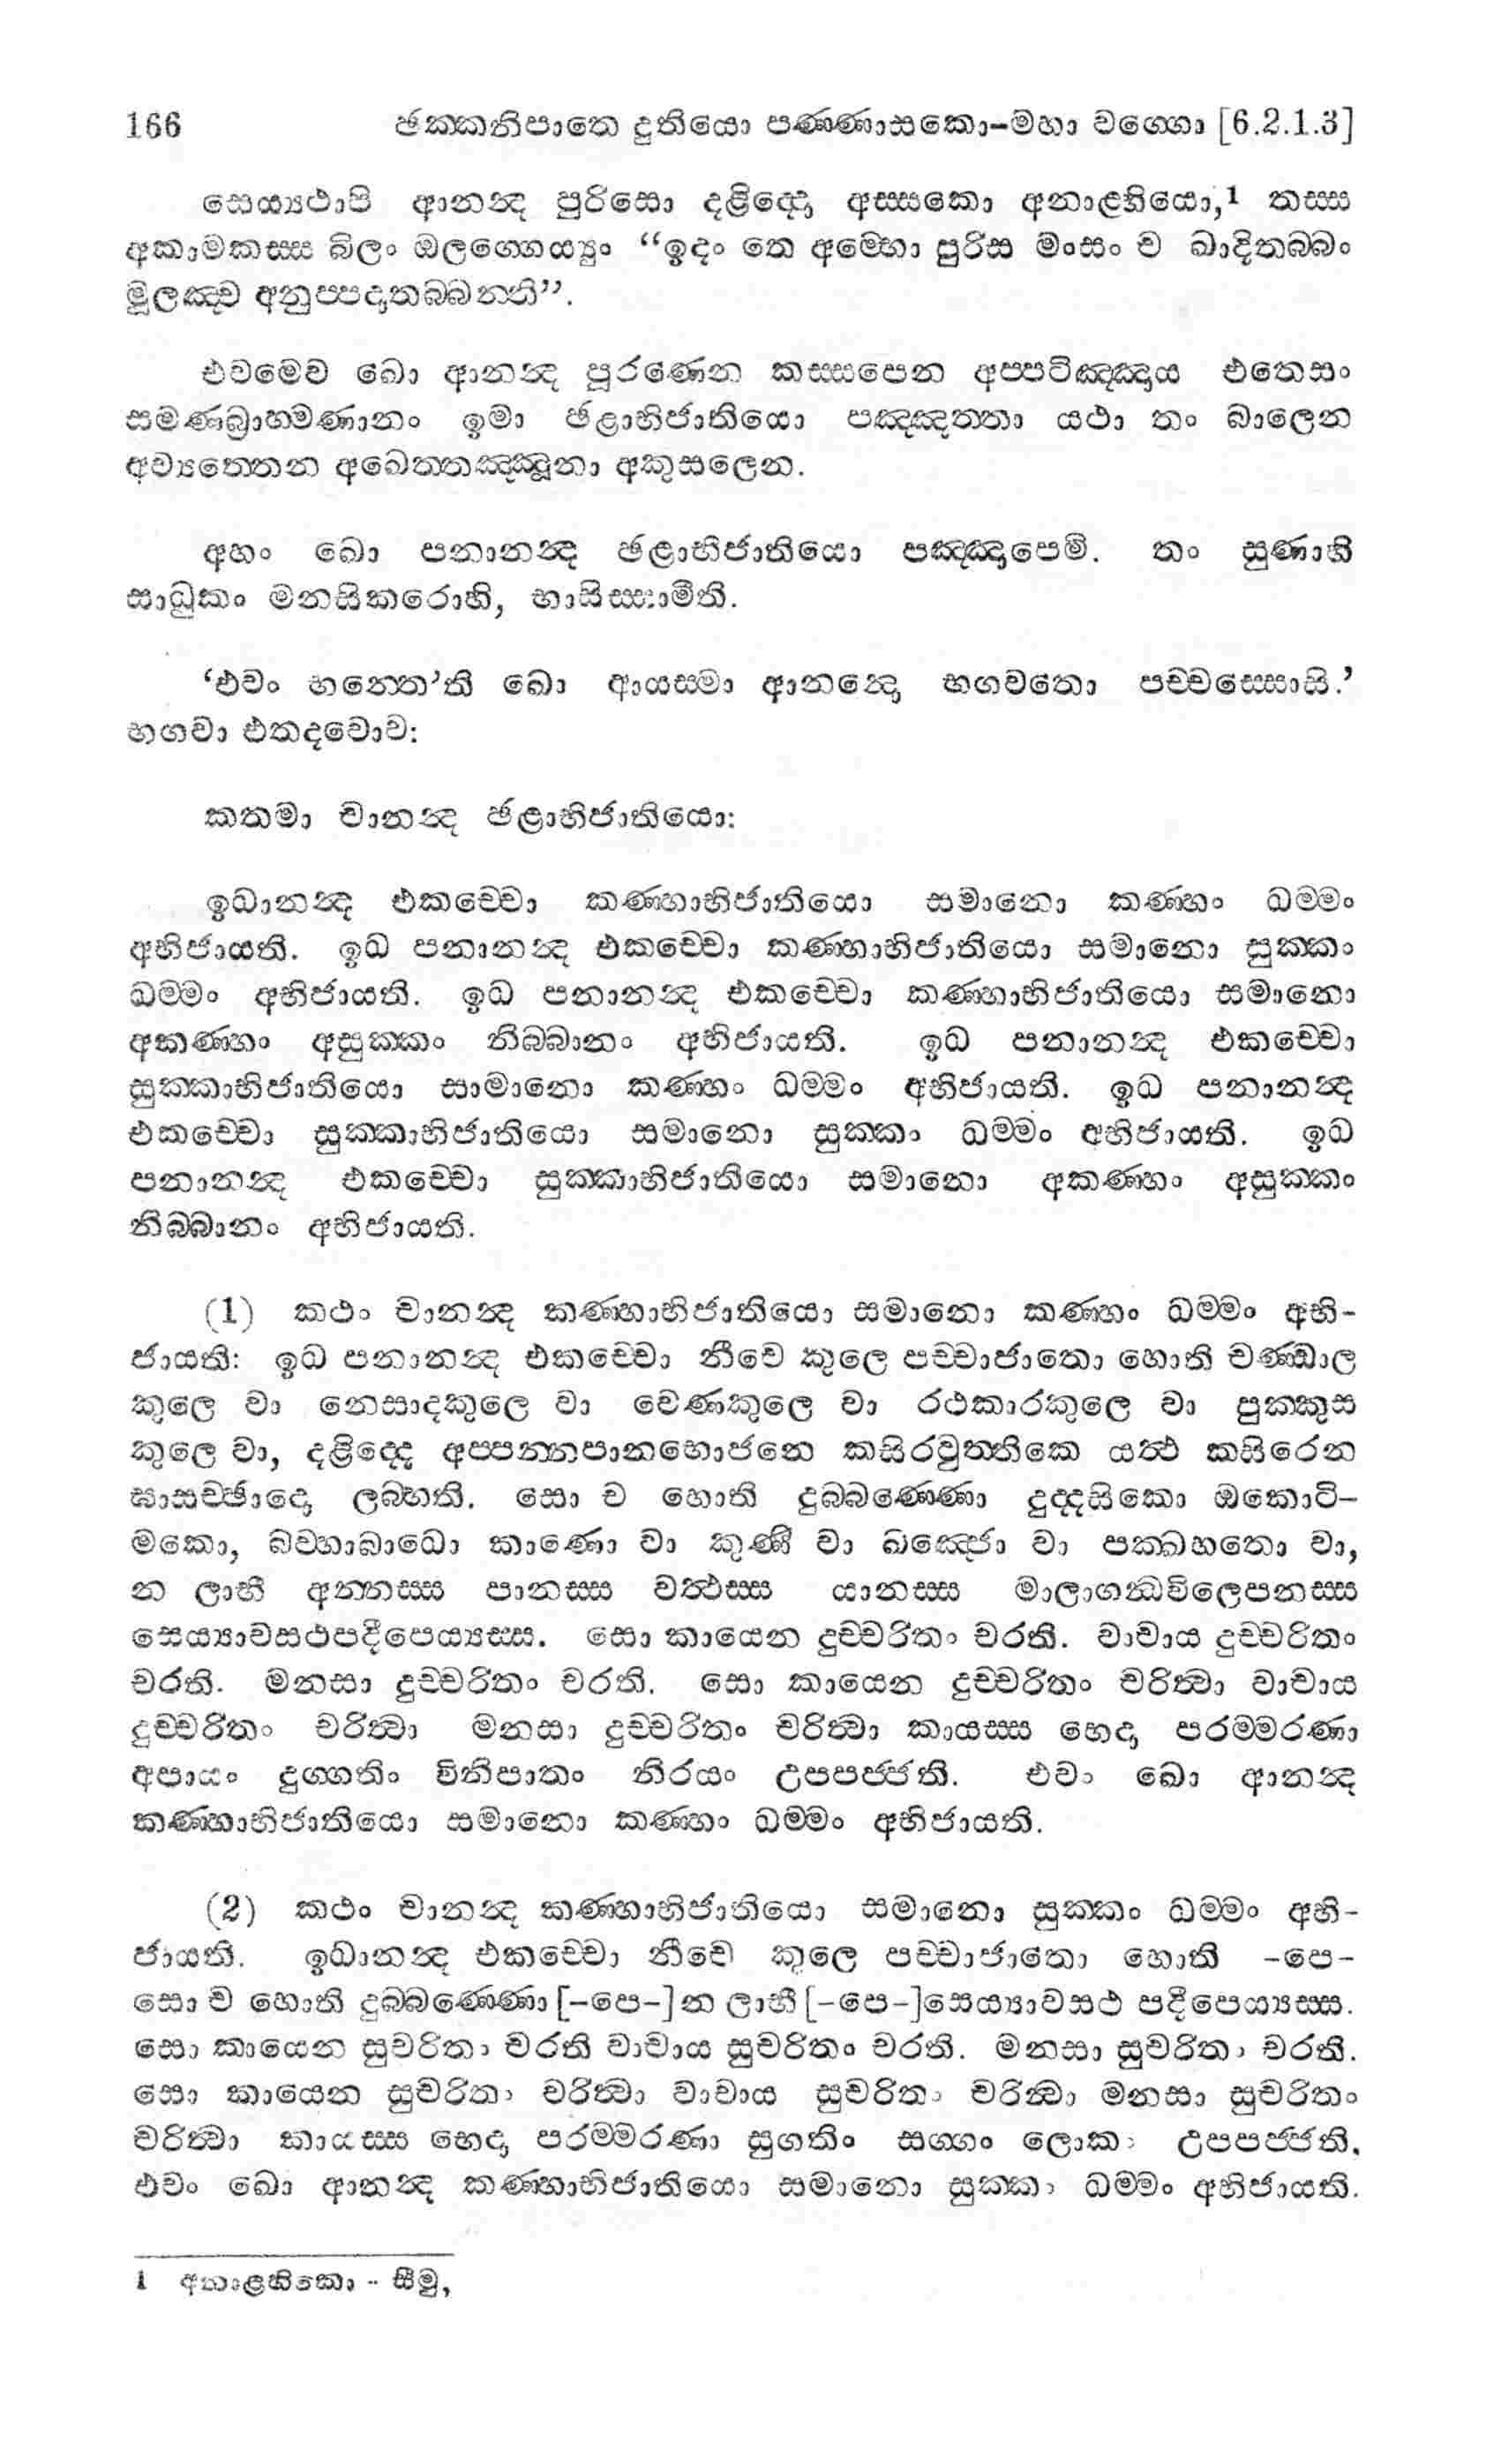 166 ඡක්කනිපාතෙ දුතියො පණ්ණාසකො-මහා වග්ගො [6.2.1.3]
සෙය්‍යථාපි ආනන්‍ද පුරිසො දළිද්දො අස්සකො අනාළහියො,1 තස්ස
අකාමකස්ස බිලං ඔලග්ගෙය්‍යුං “ඉදං තෙ අම්භො පුරිස මංසං ච ඛාදිතබ්බං
මූලඤ්ච අනුප්පදාතබ්බන්ති”.
එවමෙව ඛො ආනන්‍ද පූරණෙන කස්සපෙන අප්පටිඤ්ඤාය එතෙසං
සමණබ්‍රාහ්මණානං ඉමා ඡළාභිජාතියො පඤ්ඤත්තා යථා තං බාලෙන
අව්‍යත්තෙන අඛෙත්තඤ්ඤුනා අකුසලෙන.
අහං ඛො පනානන්‍ද ඡළාභිජාතියො පඤ්ඤාපෙමි. තං සුණාහි
සාධුකං මනසිකරොහි, භාසිස්සාමීති.
‘එවං භන්තෙ’ති ඛො ආයස්මා ආනන්‍දො භගවතො පච්චස්සොසි.’
භගවා එතදවොච:
කතමා චානන්‍ද ඡළාභිජාතියො:
ඉධානන්‍ද එකච්චො කණ්හාභිජාතියො සමානො කණ්හං ධම්මං
අභිජායති. ඉධ පනානන්‍ද එකච්චො කණ්හාභිජාතියො සමානො සුක්කං
ධම්මං අභිජායති. ඉධ පනානන්‍ද එකච්චො කණ්හාභිජාතියො සමානො
අකණ්හං අසුක්කං නිබ්බානං අභිජායති. ඉධ පනානන්‍ද එකච්චො
සුක්කාභිජාතියො සාමානො කණ්හං ධම්මං අභිජායති. ඉධ පනානන්‍ද
එකච්චො සුක්කාභිජාතියො සමානො සුක්කං ධම්මං අභිජායති. ඉධ
පනානන්‍ද එකච්චො සුක්කාභිජාතියො සමානො අකණ්හං අසුක්කං
නිබ්බානං අභිජායති.
(1) කථං චානන්‍ද කණ්හාභිජාතියො සමානො කණ්හං ධම්මං අභි-
ජායති: ඉධ පනානන්‍ද එකච්චො නීචෙ කුලෙ පච්චාජාතො හොති චණ්ඩාල
කුලෙ වා නෙසාදකුලෙ වා වෙණකුලෙ වා රථකාරකුලෙ වා පුක්කුස
කුලෙ වා, දළිද්දෙ අප්පන්නපානභොජනෙ කසිරවුත්තිකෙ යත්‍ථ කසිරෙන
ඝාසච්ඡාදො ලබ්භති. සො ච හොති දුබ්බණ්ණො දුද්දසිකො ඔකොටි-
මකො, බව්හාබාධො කාණො වා කුණී වා ඛඤ්ජො වා පක්ඛහතො වා,
න ලාභී අන්නස්ස පානස්ස වත්‍ථස්ස යානස්ස මාලාගන්‍ධවිලෙපනස්ස
සෙය්‍යාවසථපදීපෙය්‍යස්ස. සො කායෙන දුච්චරිතං චරති. වාචාය දුච්චරිතං
චරති. මනසා දුච්චරිතං චරති. සො කායෙන දුච්චරිතං චරිත්‍වා වාචාය
දුච්චරිතං චරිත්‍වා මනසා දුච්චරිතං චරිත්‍වා කායස්ස භෙදා පරම්මරණා
අපායං දුග්ගතිං විනිපාතං නිරයං උපපජ්ජති. එවං ඛො ආනන්‍ද
කණ්හාභිජාතියො සමානො කණ්හං ධම්මං අභිජායති.
(2) කථං චානන්‍ද කණ්හාභිජාතියො සමානො සුක්කං ධම්මං අභි-
ජායති. ඉධානන්‍ද එකච්චො නීචෙ කුලෙ පච්චාජාතො හොති -පෙ-
සො ච හොති දුබ්බණ්ණො [-පෙ-] න ලාභී [-පෙ-]සෙය්‍යාවසථ පදීපෙය්‍යස්ස.
සො කායෙන සුචරිතං චරති වාචාය සුචරිතං චරති. මනසා සුචරිතං චරති.
සො කායෙන සුචරිතං චරිත්‍වා වාචාය සුචරිතං චරිත්‍වා මනසා සුචරිතං
චරිත්‍වා කායස්ස භෙදා පරම්මරණා සුගතිං සග්ගං ලොකං උපපජ්ජති.
එවං ඛො ආනන්‍ද කණ්හාභිජාතියො සමානො සුක්කං ධම්මං අභිජායති.
1 අනාළහිකො - සීමු,